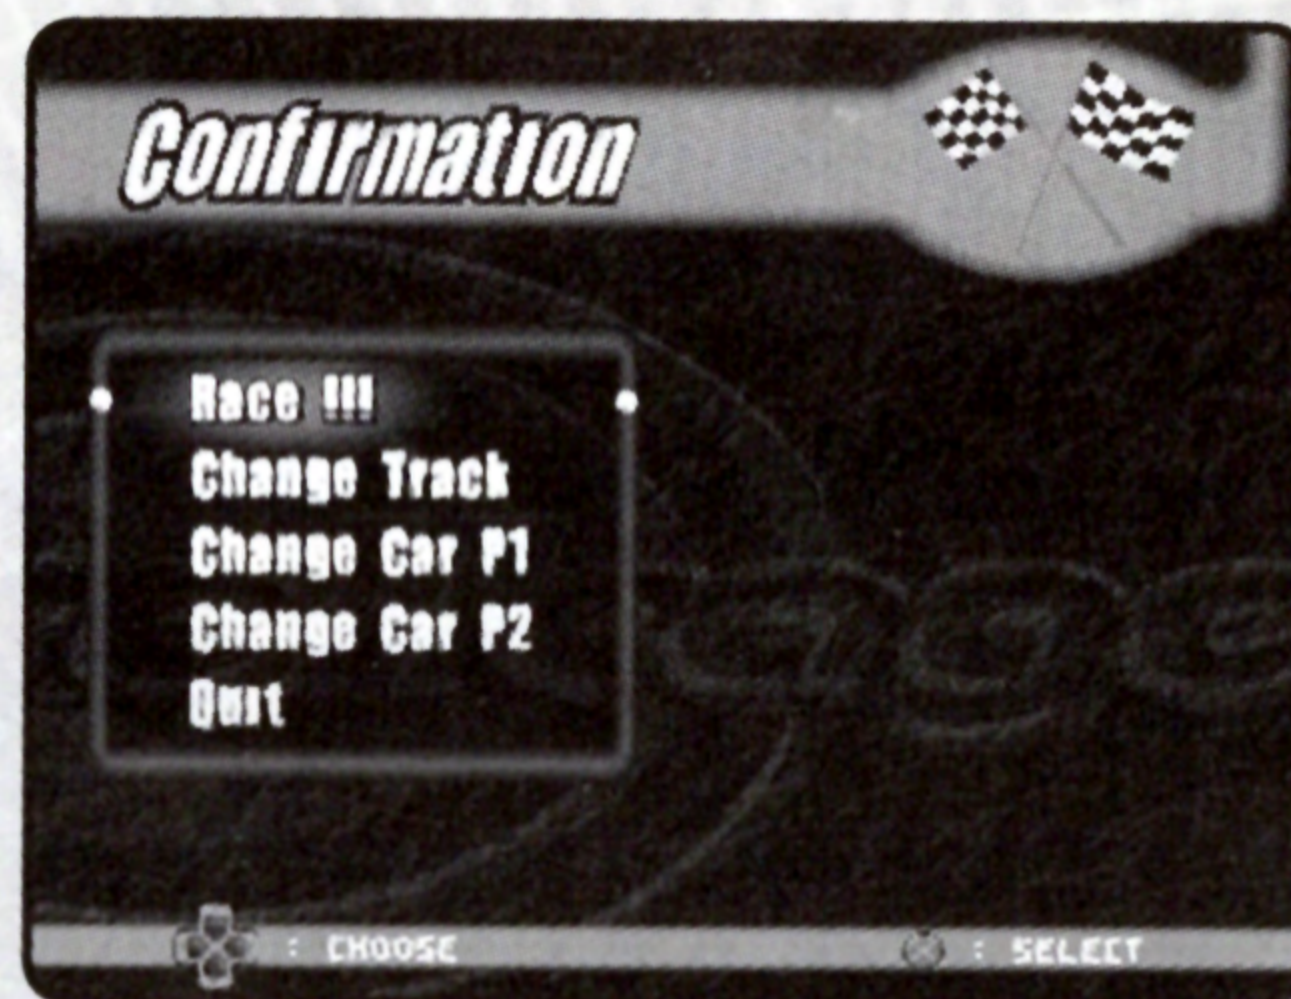 Confirmation
Race !!!
Change Track
Change Car P1
Change Car P2
Quit
: CHOOSE
: SELECT